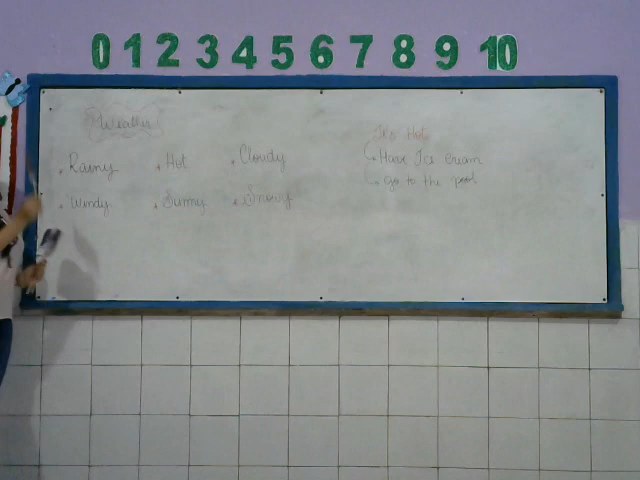 0 1 2 3 4 5 6 7 8 9 10
Weather
Rainy Hot Cloudy
Windy Sunny Snowy
It's Hot
Have Ice cream
go to the pool